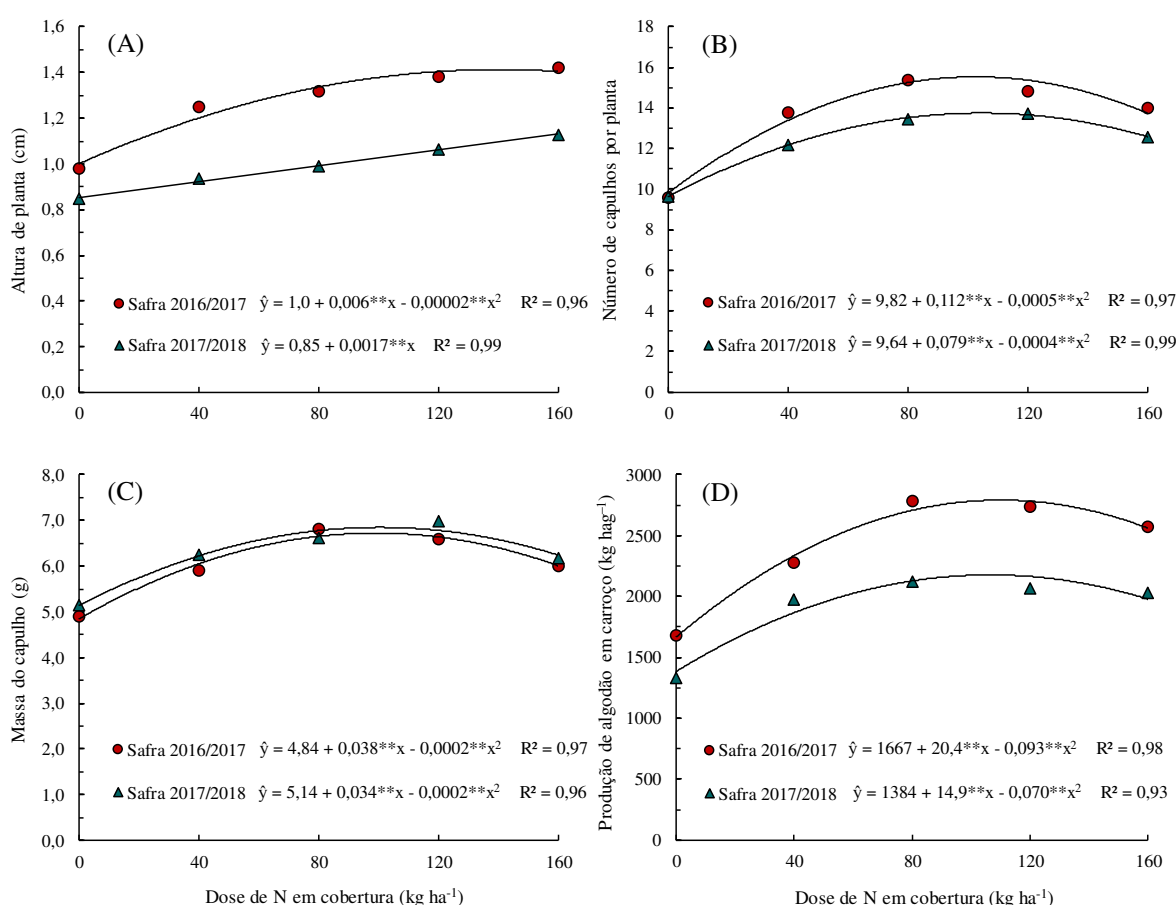 (A)
Altura de planta (cm)
1,6
1,4
1,2
1,0
0,8
0,6
0,4
0,2
0,0
Safra 2016/2017 ŷ = 1,0 + 0,006**x - 0,00002**x² R² = 0,96
Safra 2017/2018 ŷ = 0,85 + 0,0017**x R² = 0,99
0 40 80 120 160
(B)
Número de capulhos por planta
18
16
14
12
10
8
6
4
2
0
Safra 2016/2017 ŷ = 9,82 + 0,112**x - 0,0005**x² R² = 0,97
Safra 2017/2018 ŷ = 9,64 + 0,079**x - 0,0004**x² R² = 0,99
0 40 80 120 160
(C)
Massa do capulho (g)
8,0
7,0
6,0
5,0
4,0
3,0
2,0
1,0
0,0
Safra 2016/2017 ŷ = 4,84 + 0,038**x - 0,0002**x² R² = 0,97
Safra 2017/2018 ŷ = 5,14 + 0,034**x - 0,0002**x² R² = 0,96
0 40 80 120 160
Dose de N em cobertura (kg ha⁻¹)
(D)
Produção de algodão em carroço (kg hag⁻¹)
3000
2500
2000
1500
1000
500
0
Safra 2016/2017 ŷ = 1667 + 20,4**x - 0,093**x² R² = 0,98
Safra 2017/2018 ŷ = 1384 + 14,9**x - 0,070**x² R² = 0,93
0 40 80 120 160
Dose de N em cobertura (kg ha⁻¹)